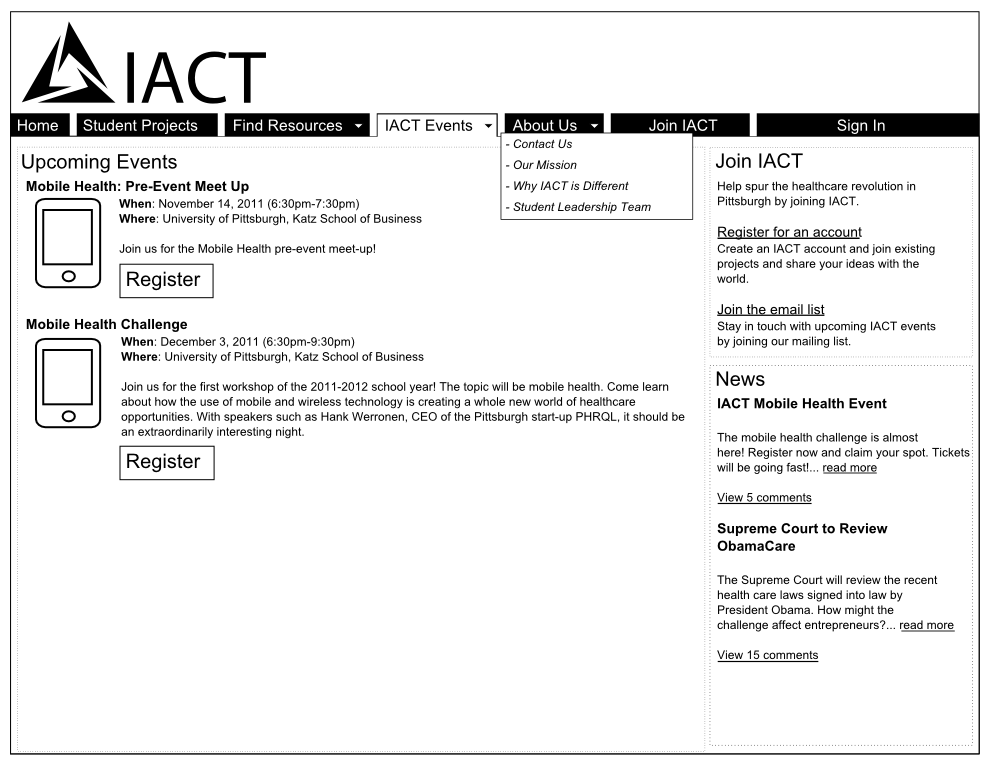 IACT
Home
Student Projects
Find Resources
IACT Events
About Us
Join IACT
Sign In
- Contact Us
- Our Mission
- Why IACT is Different
- Student Leadership Team
Upcoming Events
Mobile Health: Pre-Event Meet Up
When: November 14, 2011 (6:30pm-7:30pm)
Where: University of Pittsburgh, Katz School of Business
Join us for the Mobile Health pre-event meet-up!
Register
Mobile Health Challenge
When: December 3, 2011 (6:30pm-9:30pm)
Where: University of Pittsburgh, Katz School of Business
Join us for the first workshop of the 2011-2012 school year! The topic will be mobile health. Come learn
about how the use of mobile and wireless technology is creating a whole new world of healthcare
opportunities. With speakers such as Hank Werronen, CEO of the Pittsburgh start-up PHRQL, it should be
an extraordinarily interesting night.
Register
Join IACT
Help spur the healthcare revolution in
Pittsburgh by joining IACT.
Register for an account
Create an IACT account and join existing
projects and share your ideas with the
world.
Join the email list
Stay in touch with upcoming IACT events
by joining our mailing list.
News
IACT Mobile Health Event
The mobile health challenge is almost
here! Register now and claim your spot. Tickets
will be going fast!... read more
View 5 comments
Supreme Court to Review
ObamaCare
The Supreme Court will review the recent
health care laws signed into law by
President Obama. How might the
challenge affect entrepreneurs?... read more
View 15 comments